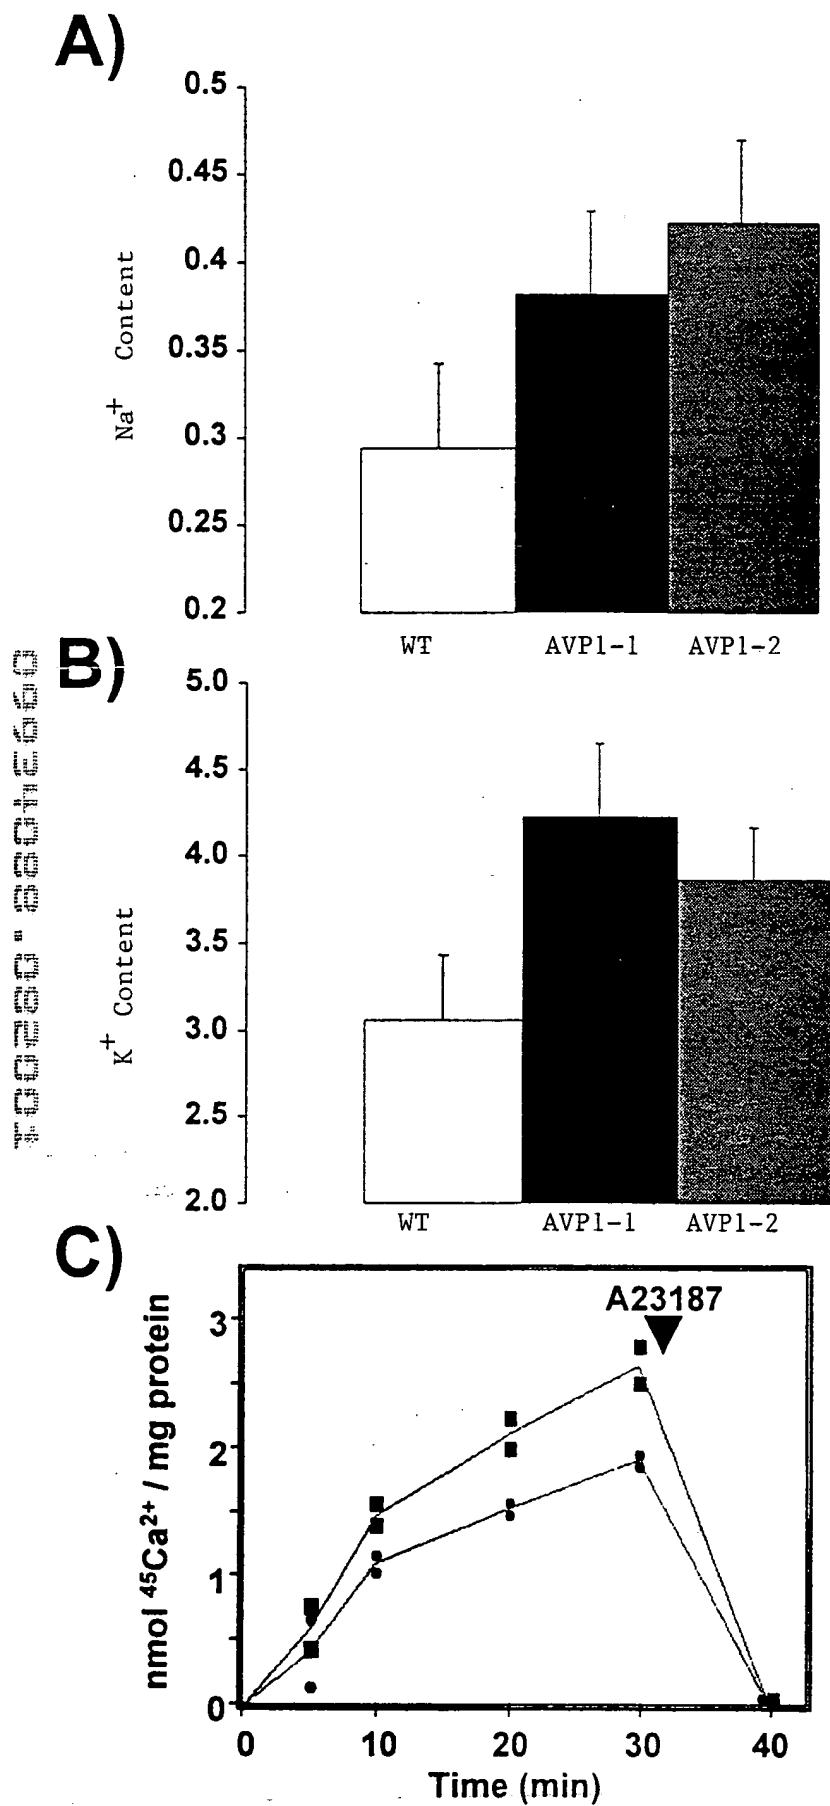 A)
0.5
0.45
0.4
0.35
0.3
0.25
0.2
Na+ Content
WT AVP1-1 AVP1-2
09934088.082001
B)
5.0
4.5
4.0
3.5
3.0
2.5
2.0
K+ Content
WT AVP1-1 AVP1-2
C)
A23187
3
2
1
0
nmol ⁴⁵Ca²⁺ / mg protein
0 10 20 30 40
Time (min)